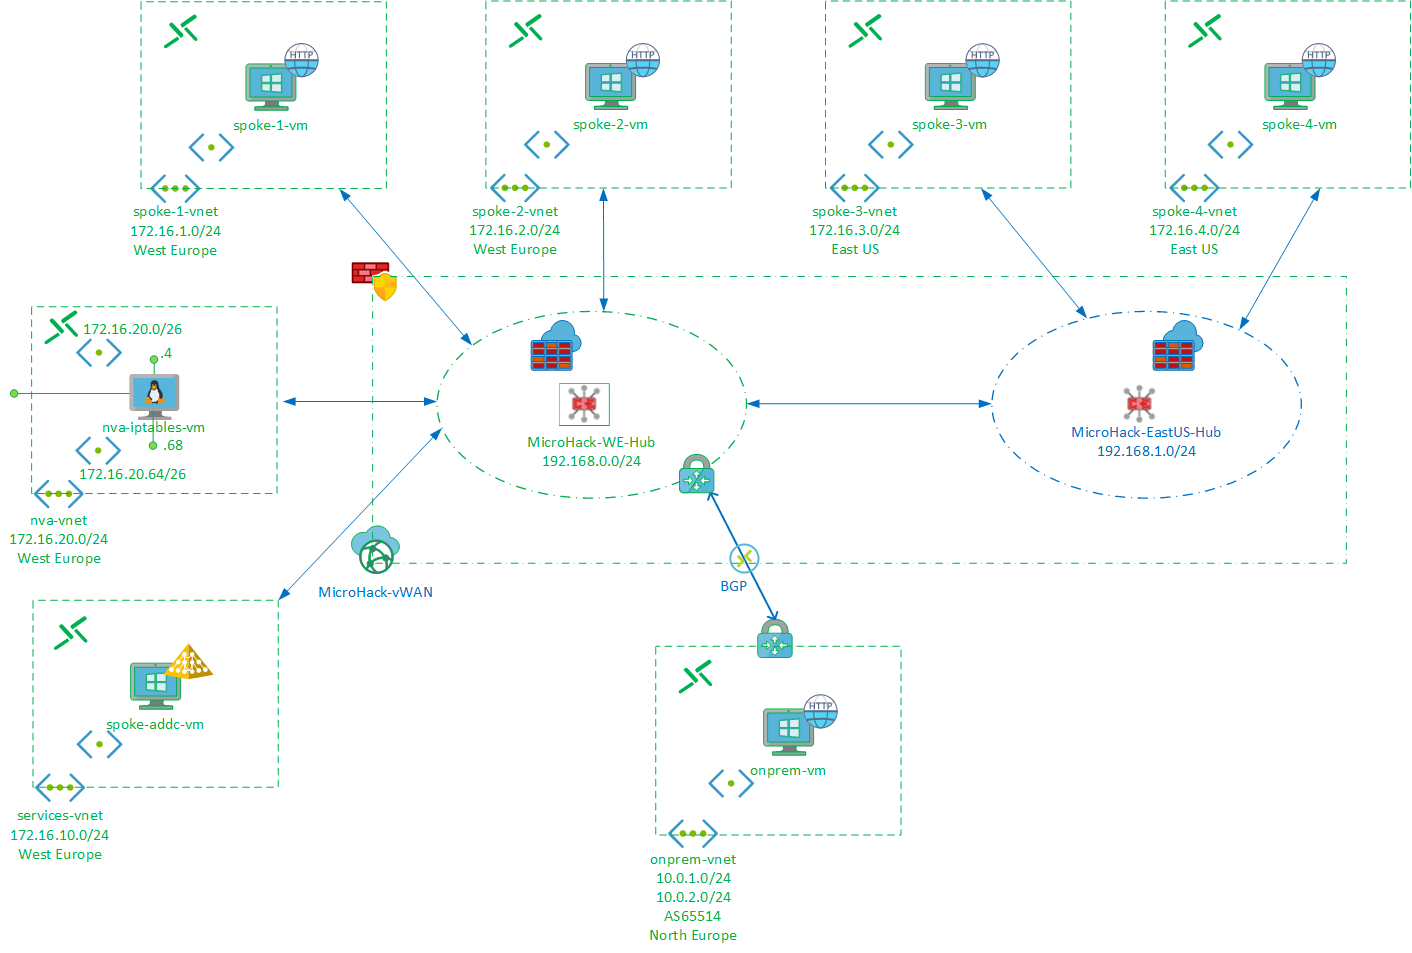 HTTP
spoke-1-vm
spoke-1-vnet
172.16.1.0/24
West Europe
HTTP
spoke-2-vm
spoke-2-vnet
172.16.2.0/24
West Europe
HTTP
spoke-3-vm
spoke-3-vnet
172.16.3.0/24
East US
HTTP
spoke-4-vm
spoke-4-vnet
172.16.4.0/24
East US
172.16.20.0/26
.4
nva-iptables-vm
.68
172.16.20.64/26
nva-vnet
172.16.20.0/24
West Europe
MicroHack-WE-Hub
192.168.0.0/24
MicroHack-EastUS-Hub
192.168.1.0/24
MicroHack-vWAN
BGP
spoke-addc-vm
services-vnet
172.16.10.0/24
West Europe
HTTP
onprem-vm
onprem-vnet
10.0.1.0/24
10.0.2.0/24
AS65514
North Europe